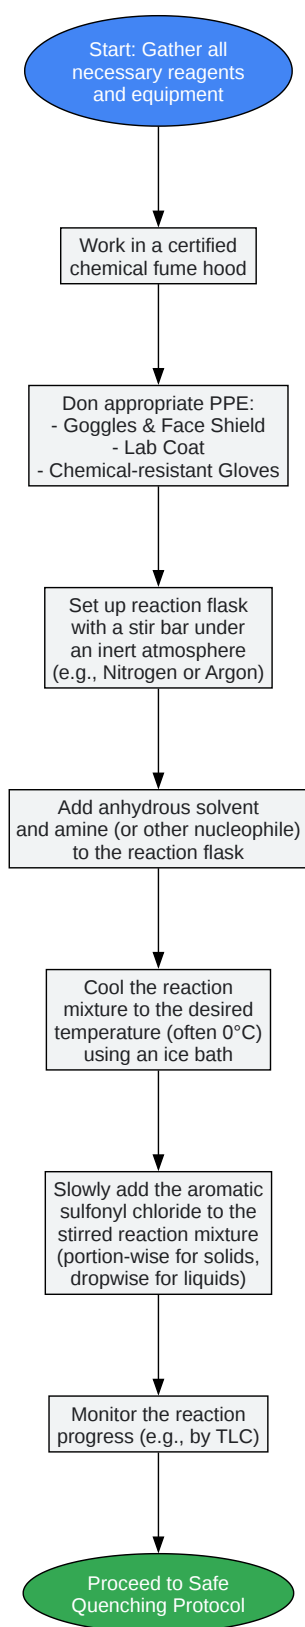 Start: Gather all
necessary reagents
and equipment
Work in a certified
chemical fume hood
Don appropriate PPE:
- Goggles & Face Shield
- Lab Coat
- Chemical-resistant Gloves
Set up reaction flask
with a stir bar under
an inert atmosphere
(e.g., Nitrogen or Argon)
Add anhydrous solvent
and amine (or other nucleophile)
to the reaction flask
Cool the reaction
mixture to the desired
temperature (often 0°C)
using an ice bath
Slowly add the aromatic
sulfonyl chloride to the
stirred reaction mixture
(portion-wise for solids,
dropwise for liquids)
Monitor the reaction
progress (e.g., by TLC)
Proceed to Safe
Quenching Protocol